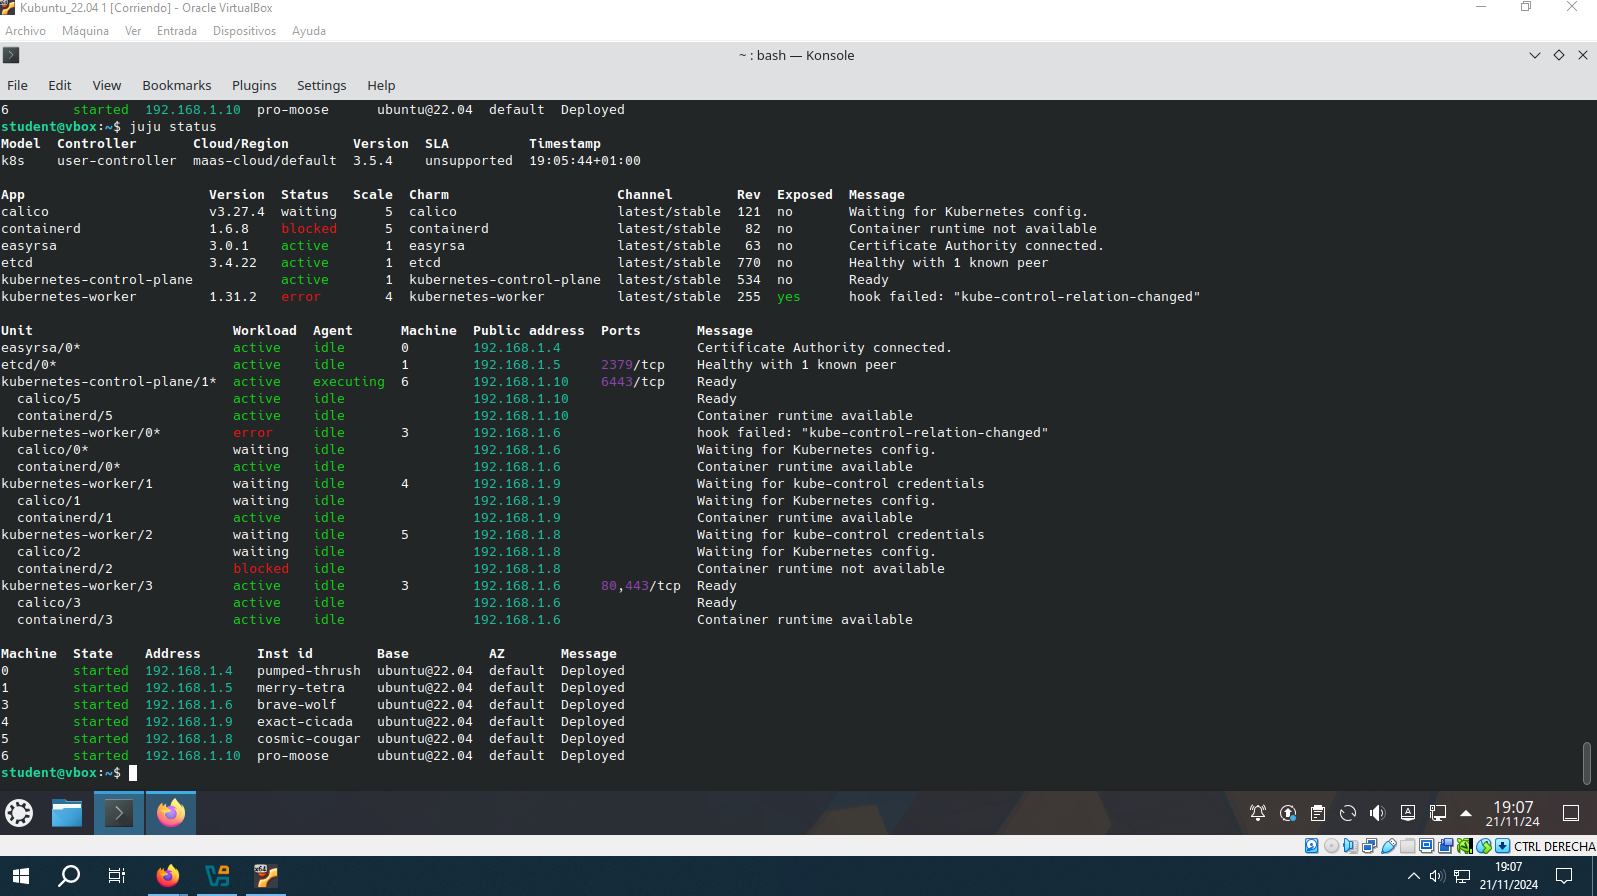 Kubuntu_22.04 1 [Corriendo] - Oracle VirtualBox
Archivo Máquina Ver Entrada Dispositivos Ayuda
~ : bash — Konsole
File Edit View Bookmarks Plugins Settings Help
6 started 192.168.1.10 pro-moose ubuntu@22.04 default Deployed
student@vbox:~$ juju status
Model Controller Cloud/Region Version SLA Timestamp
k8s user-controller maas-cloud/default 3.5.4 unsupported 19:05:44+01:00
App Version Status Scale Charm Channel Rev Exposed Message
calico v3.27.4 waiting 5 calico latest/stable 121 no Waiting for Kubernetes config.
containerd 1.6.8 blocked 5 containerd latest/stable 82 no Container runtime not available
easyrsa 3.0.1 active 1 easyrsa latest/stable 63 no Certificate Authority connected.
etcd 3.4.22 active 1 etcd latest/stable 770 no Healthy with 1 known peer
kubernetes-control-plane active 1 kubernetes-control-plane latest/stable 534 no Ready
kubernetes-worker 1.31.2 error 4 kubernetes-worker latest/stable 255 yes hook failed: "kube-control-relation-changed"
Unit Workload Agent Machine Public address Ports Message
easyrsa/0* active idle 0 192.168.1.4 Certificate Authority connected.
etcd/0* active idle 1 192.168.1.5 2379/tcp Healthy with 1 known peer
kubernetes-control-plane/1* active executing 6 192.168.1.10 6443/tcp Ready
calico/5 active idle 192.168.1.10 Ready
containerd/5 active idle 192.168.1.10 Container runtime available
kubernetes-worker/0* error idle 3 192.168.1.6 hook failed: "kube-control-relation-changed"
calico/0* waiting idle 192.168.1.6 Waiting for Kubernetes config.
containerd/0* active idle 192.168.1.6 Container runtime available
kubernetes-worker/1 waiting idle 4 192.168.1.9 Waiting for kube-control credentials
calico/1 waiting idle 192.168.1.9 Waiting for Kubernetes config.
containerd/1 active idle 192.168.1.9 Container runtime available
kubernetes-worker/2 waiting idle 5 192.168.1.8 Waiting for kube-control credentials
calico/2 waiting idle 192.168.1.8 Waiting for Kubernetes config.
containerd/2 blocked idle 192.168.1.8 Container runtime not available
kubernetes-worker/3 active idle 3 192.168.1.6 80,443/tcp Ready
calico/3 active idle 192.168.1.6 Ready
containerd/3 active idle 192.168.1.6 Container runtime available
Machine State Address Inst id Base AZ Message
0 started 192.168.1.4 pumped-thrush ubuntu@22.04 default Deployed
1 started 192.168.1.5 merry-tetra ubuntu@22.04 default Deployed
3 started 192.168.1.6 brave-wolf ubuntu@22.04 default Deployed
4 started 192.168.1.9 exact-cicada ubuntu@22.04 default Deployed
5 started 192.168.1.8 cosmic-cougar ubuntu@22.04 default Deployed
6 started 192.168.1.10 pro-moose ubuntu@22.04 default Deployed
student@vbox:~$
19:07
21/11/24
CTRL DERECHA
19:07
21/11/2024